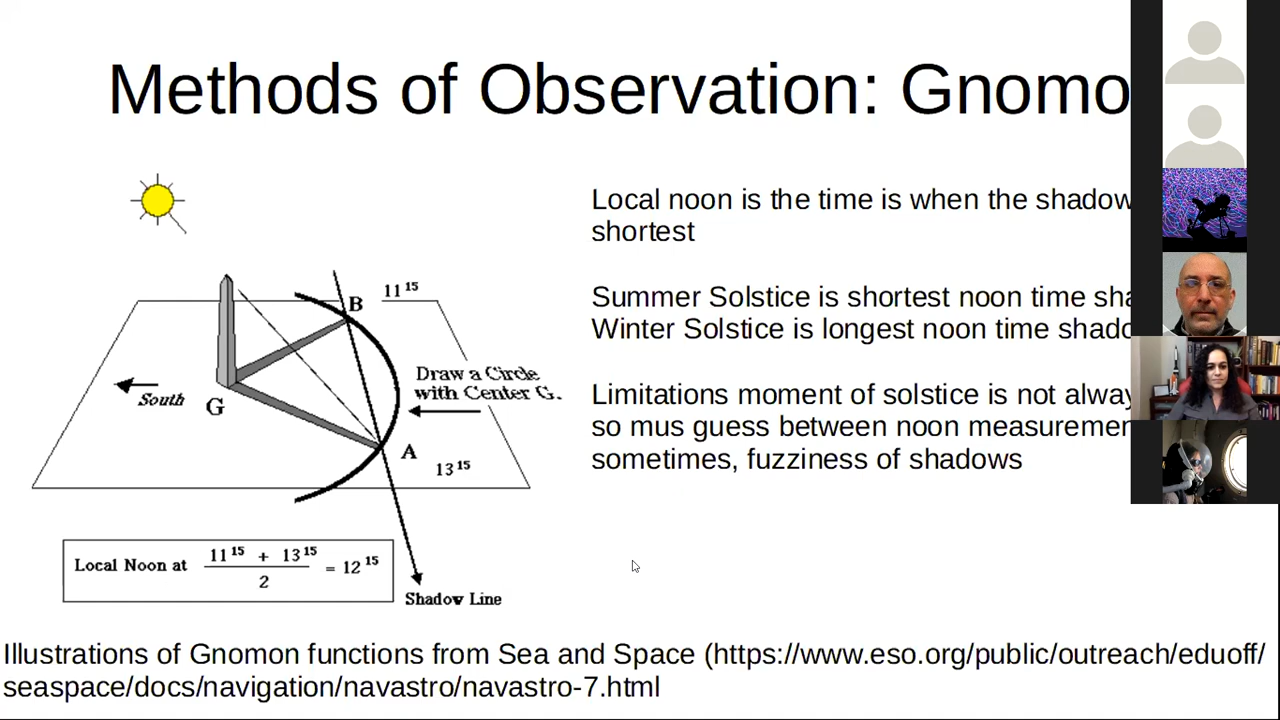 Methods of Observation: Gnomo
Local noon is the time is when the shadow
shortest
Summer Solstice is shortest noon time sha
Winter Solstice is longest noon time shado
Limitations moment of solstice is not alway
so mus guess between noon measuremen
sometimes, fuzziness of shadows
B
11 15
Draw a Circle
with Center G.
South
G
A
13 15
Local Noon at 11 15 + 13 15 / 2 = 12 15
Shadow Line
Illustrations of Gnomon functions from Sea and Space (https://www.eso.org/public/outreach/eduoff/
seaspace/docs/navigation/navastro/navastro-7.html